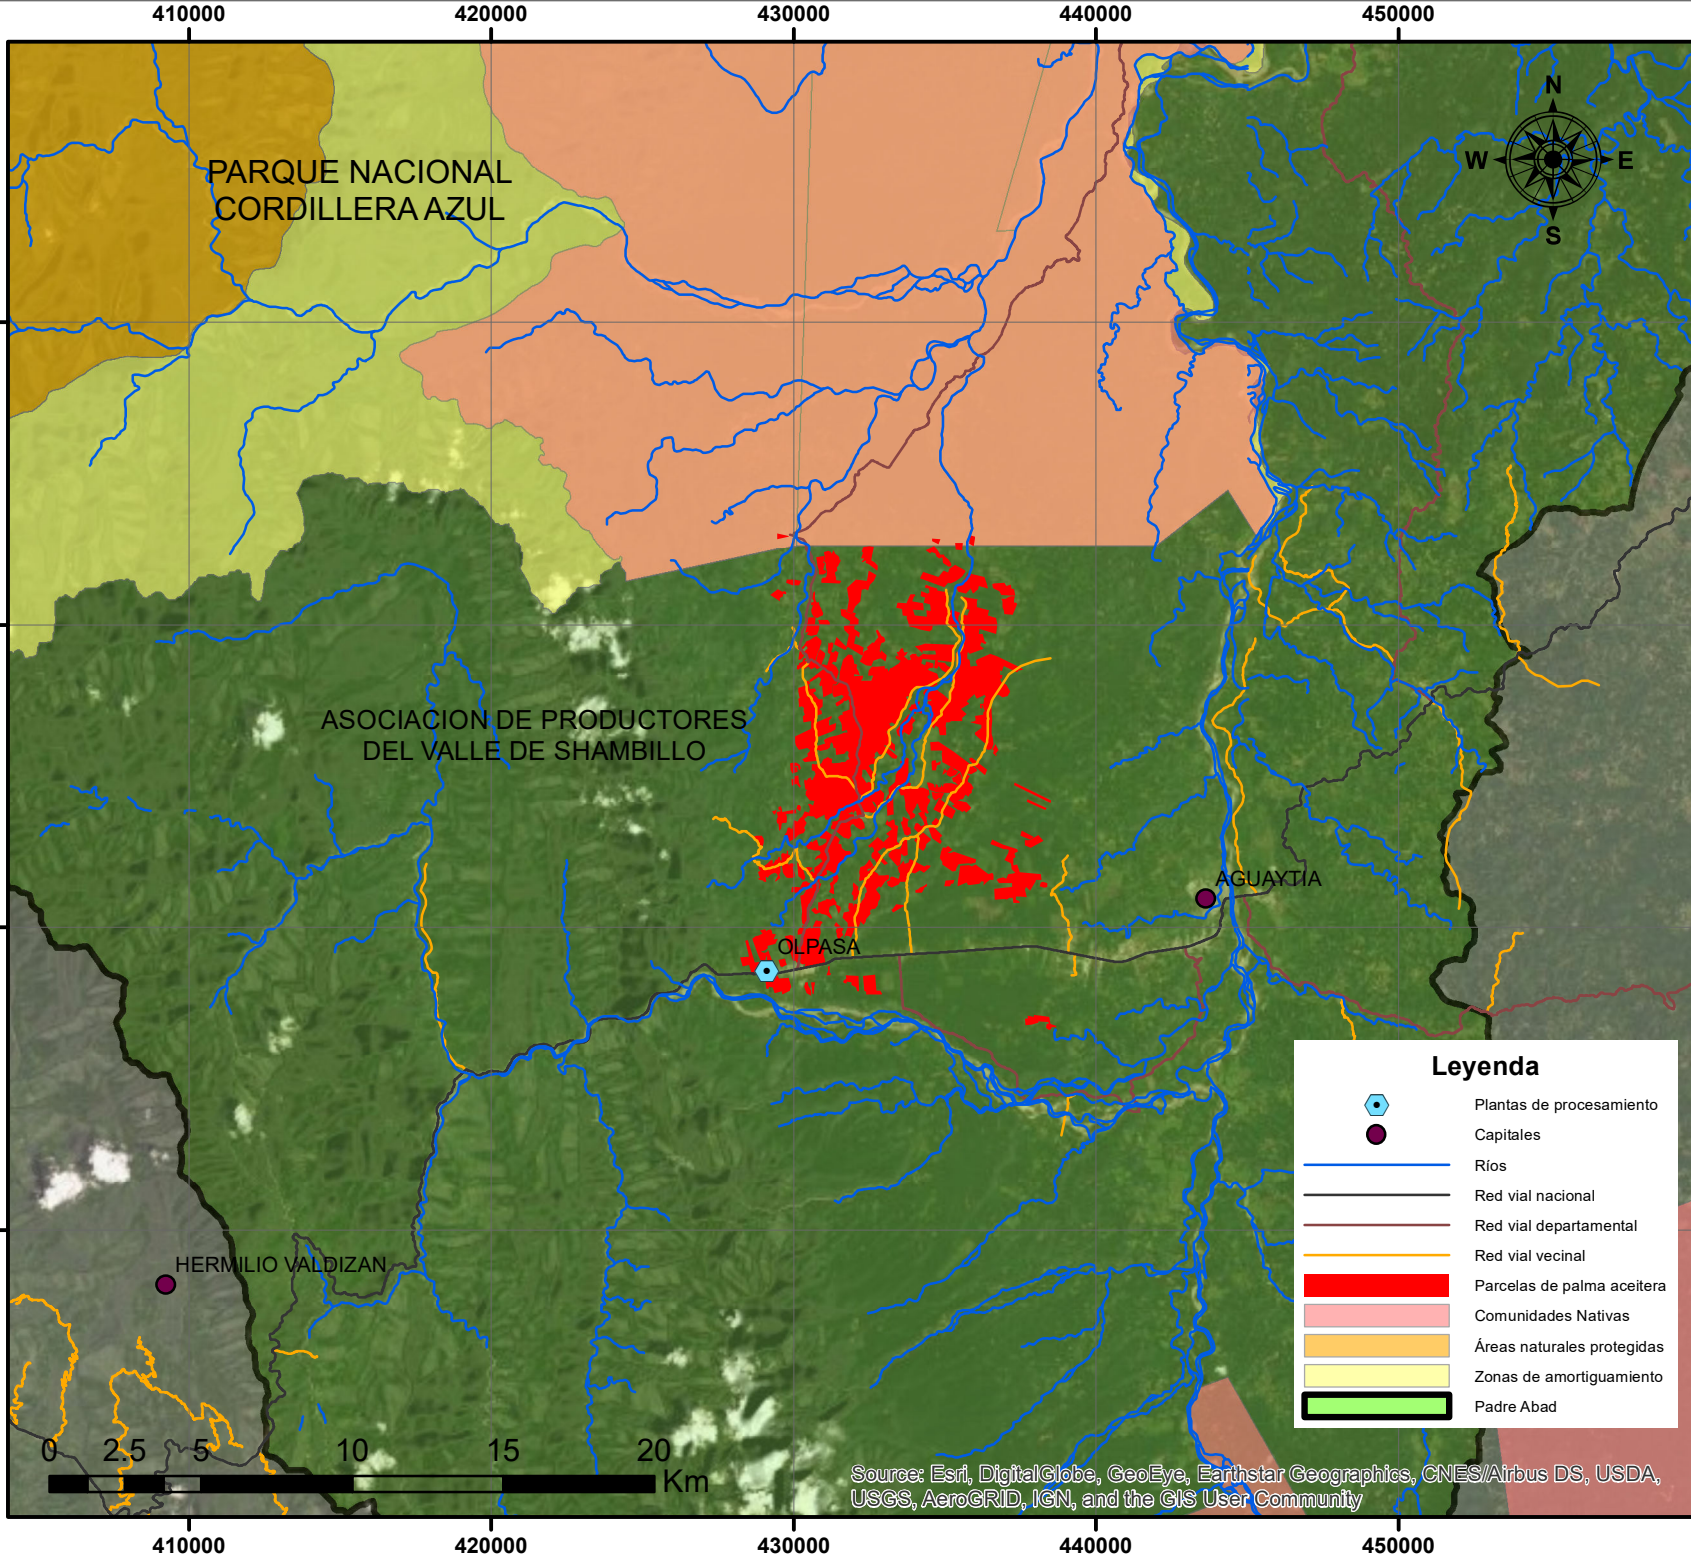 410000
420000
430000
440000
450000
N
W
E
S
PARQUE NACIONAL
CORDILLERA AZUL
ASOCIACION DE PRODUCTORES
DEL VALLE DE SHAMBILLO
AGUAYTIA
OLPASA
HERMILIO VALDIZAN
Leyenda
Plantas de procesamiento
Capitales
Ríos
Red vial nacional
Red vial departamental
Red vial vecinal
Parcelas de palma aceitera
Comunidades Nativas
Áreas naturales protegidas
Zonas de amortiguamiento
Padre Abad
0 2.5 5 10 15 20
Km
Source: Esri, DigitalGlobe, GeoEye, Earthstar Geographics, CNES/Airbus DS, USDA,
USGS, AeroGRID, IGN, and the GIS User Community
410000
420000
430000
440000
450000